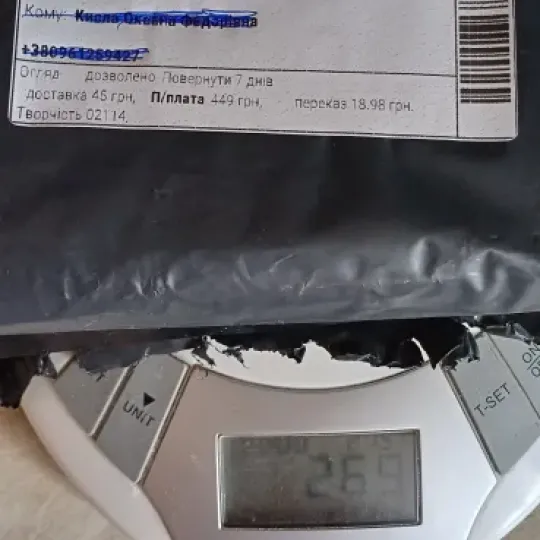 Кому:
Огляд дозволено Повернути 7 днів
доставка 45 грн, П/плата 449 грн, переказ 18.98 грн.
Творчість 02114,
UNIT
T-SET
269